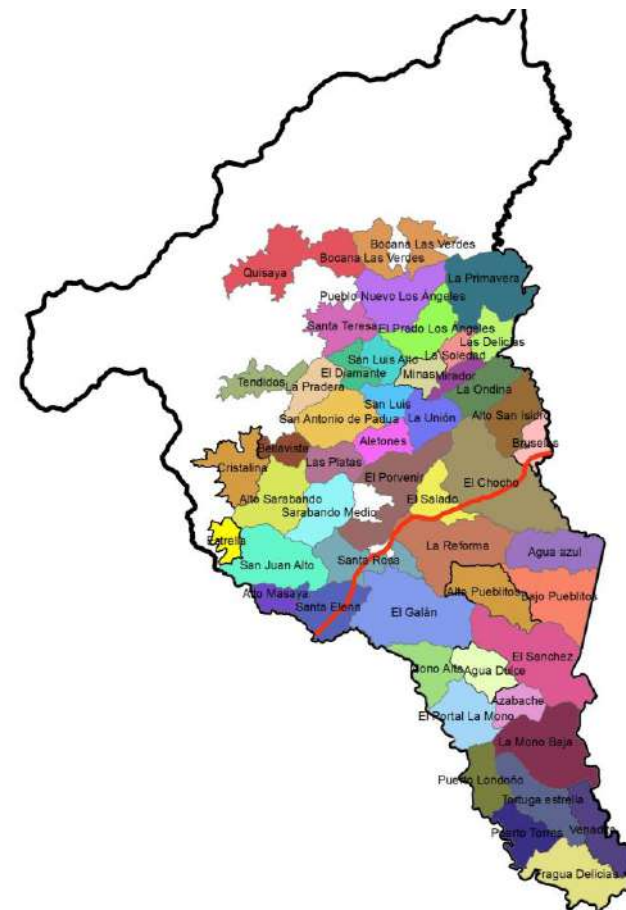 Bocana Las Verdes
Bocana Las Verdes
Quisaya
La Primavera
Pueblo Nuevo Los Ángeles
Santa Teresa
El Prado Los Angeles
Las Delicias
San Luis Alto
La Soledad
El Diamante
Minas
Mirador
Tendidos
La Pradera
La Ondina
San Luis
San Antonio de Padua
La Unión
Alto San Isidro
Aletones
Bruselas
Bellavista
Las Platas
Cristalina
El Porvenir
El Chocho
Alto Sarabando
El Salado
Sarabando Medio
Estrella
La Reforma
Agua azul
San Juan Alto
Santa Rosa
Alto Masaya
Alto Pueblitos
Bajo Pueblitos
Santa Elena
El Galán
El Sanchez
Mono Alto
Agua Dulce
Azabache
El Portal La Mono
La Mono Baja
Puerto Londoño
Tortuga estrella
Puerto Torres
Fragua Delicias